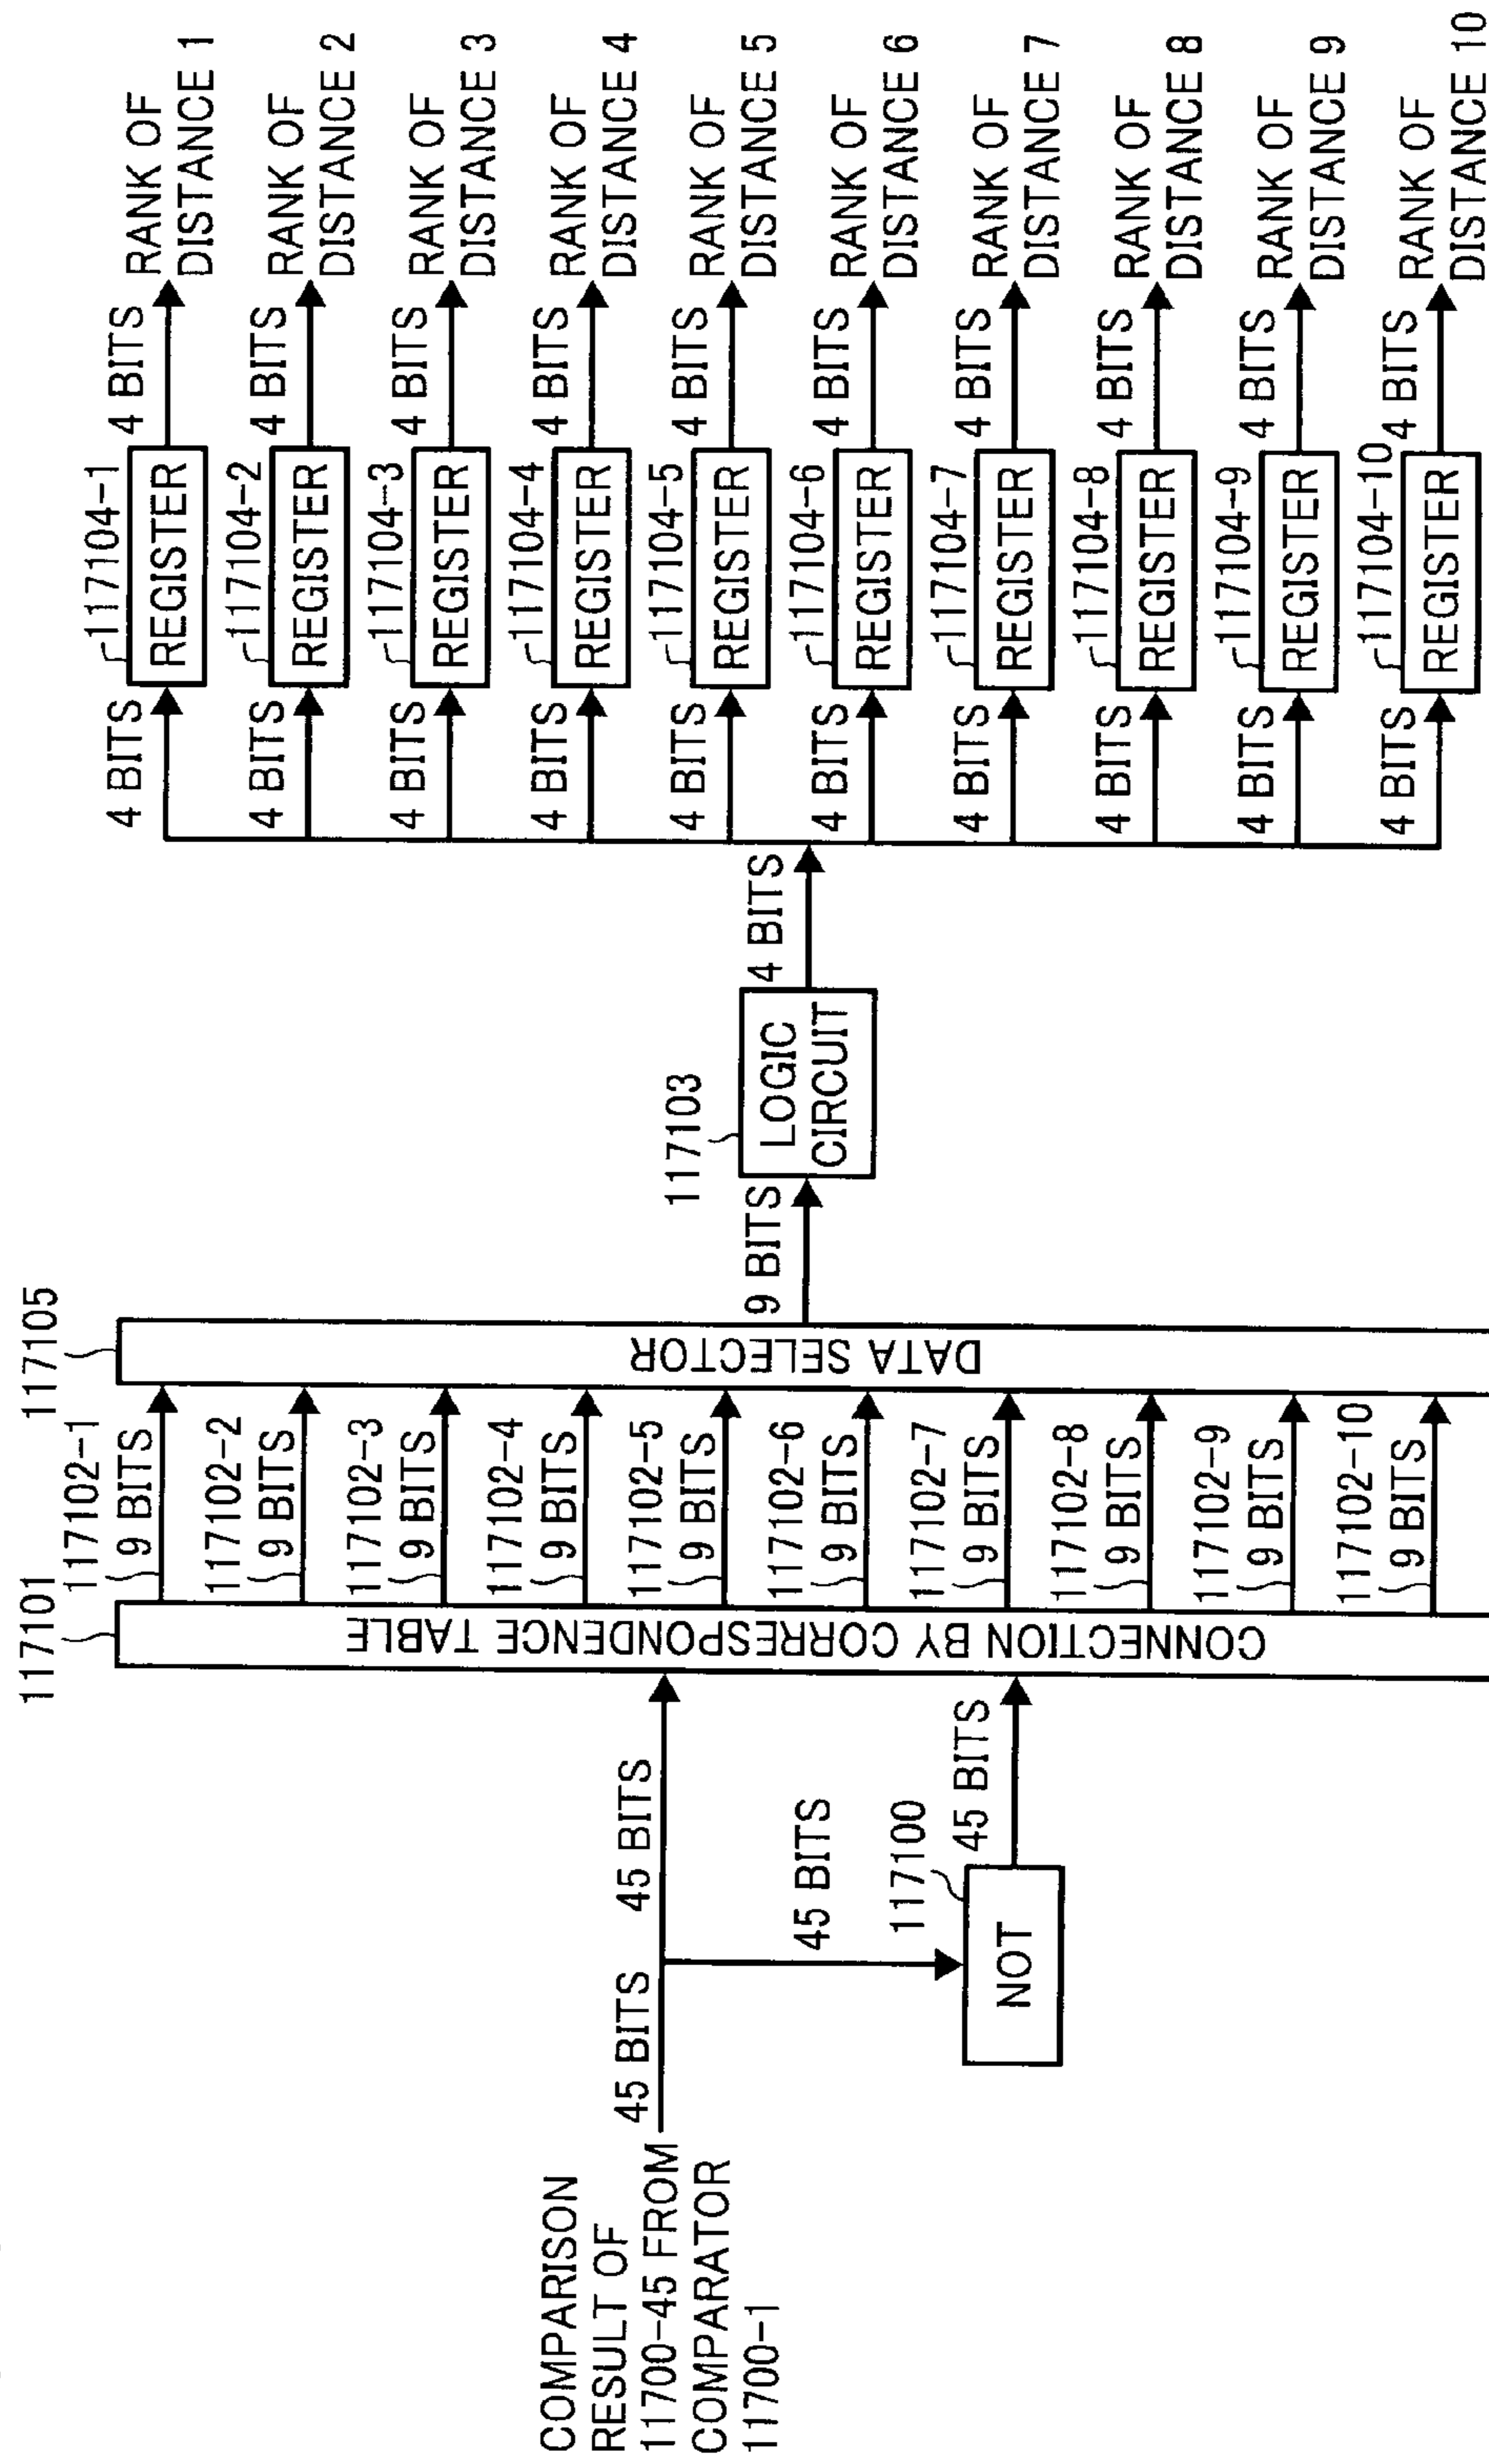 COMPARISON
RESULT OF
11700-45 FROM
COMPARATOR
11700-1
45 BITS
45 BITS
45 BITS
117100
NOT
45 BITS
117101
CONNECTION BY CORRESPONDENCE TABLE
117102-1
9 BITS
117102-2
9 BITS
117102-3
9 BITS
117102-4
9 BITS
117102-5
9 BITS
117102-6
9 BITS
117102-7
9 BITS
117102-8
9 BITS
117102-9
9 BITS
117102-10
9 BITS
117105
DATA SELECTOR
9 BITS
117103
LOGIC
CIRCUIT
4 BITS
4 BITS
117104-1
REGISTER
4 BITS
RANK OF
DISTANCE 1
4 BITS
117104-2
REGISTER
4 BITS
RANK OF
DISTANCE 2
4 BITS
117104-3
REGISTER
4 BITS
RANK OF
DISTANCE 3
4 BITS
117104-4
REGISTER
4 BITS
RANK OF
DISTANCE 4
4 BITS
117104-5
REGISTER
4 BITS
RANK OF
DISTANCE 5
4 BITS
117104-6
REGISTER
4 BITS
RANK OF
DISTANCE 6
4 BITS
117104-7
REGISTER
4 BITS
RANK OF
DISTANCE 7
4 BITS
117104-8
REGISTER
4 BITS
RANK OF
DISTANCE 8
4 BITS
117104-9
REGISTER
4 BITS
RANK OF
DISTANCE 9
4 BITS
117104-10
REGISTER
4 BITS
RANK OF
DISTANCE 10